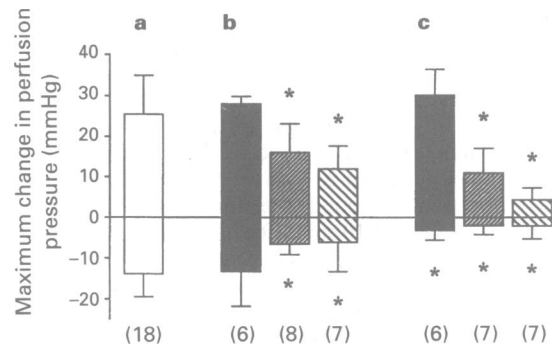 a b c
Maximum change in perfusion
pressure (mmHg)
40
30
20
10
0
−10
−20
* * * *
* * * * *
(18) (6) (8) (7) (6) (7) (7)